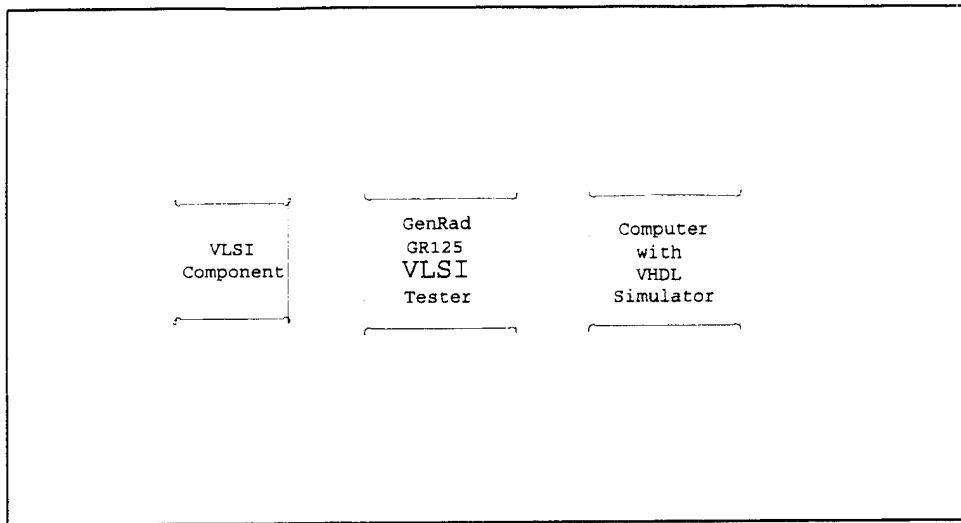 VLSI
Component
GenRad
GR125
VLSI
Tester
Computer
with
VHDL
Simulator